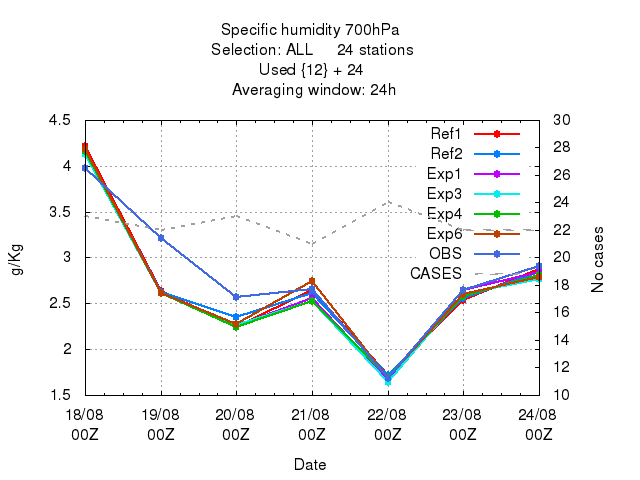 Specific humidity 700hPa
Selection: ALL 24 stations
Used {12} + 24
Averaging window: 24h
4.5 30
Ref1 28
Ref2
4 Exp1 26
Exp3 24
3.5 Exp4
Exp6 22
3 OBS 20
CASES 18
2.5 16
2 14
12
1.5 10
g/Kg
No cases
18/08 19/08 20/08 21/08 22/08 23/08 24/08
00Z 00Z 00Z 00Z 00Z 00Z 00Z
Date